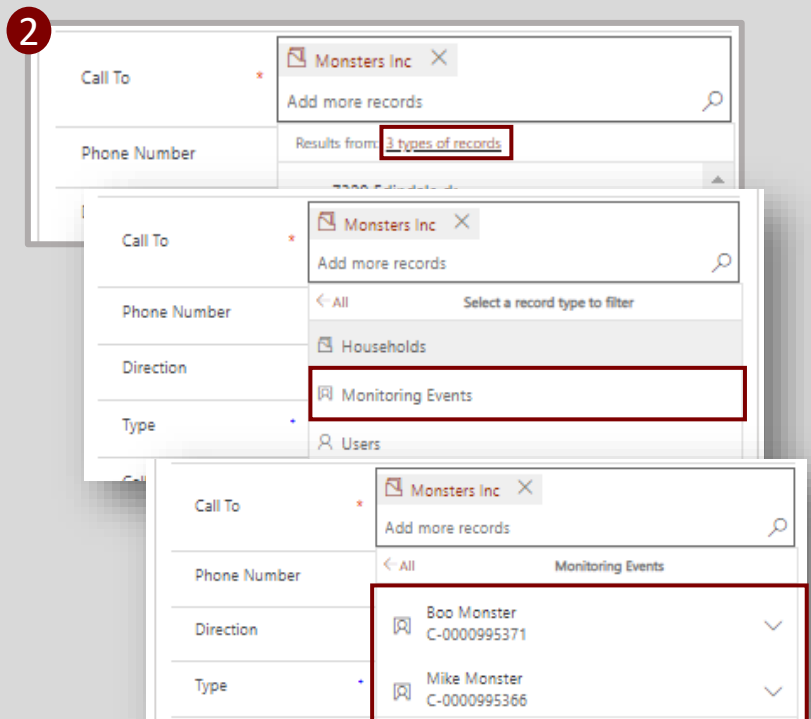 2
Call To *
Monsters Inc
Add more records
Phone Number
Results from: 3 types of records
Call To *
Monsters Inc
Add more records
Phone Number
All Select a record type to filter
Households
Direction
Monitoring Events
Type
Users
Call To *
Monsters Inc
Add more records
Phone Number
All Monitoring Events
Direction
Boo Monster
C-0000995371
Type
Mike Monster
C-0000995366